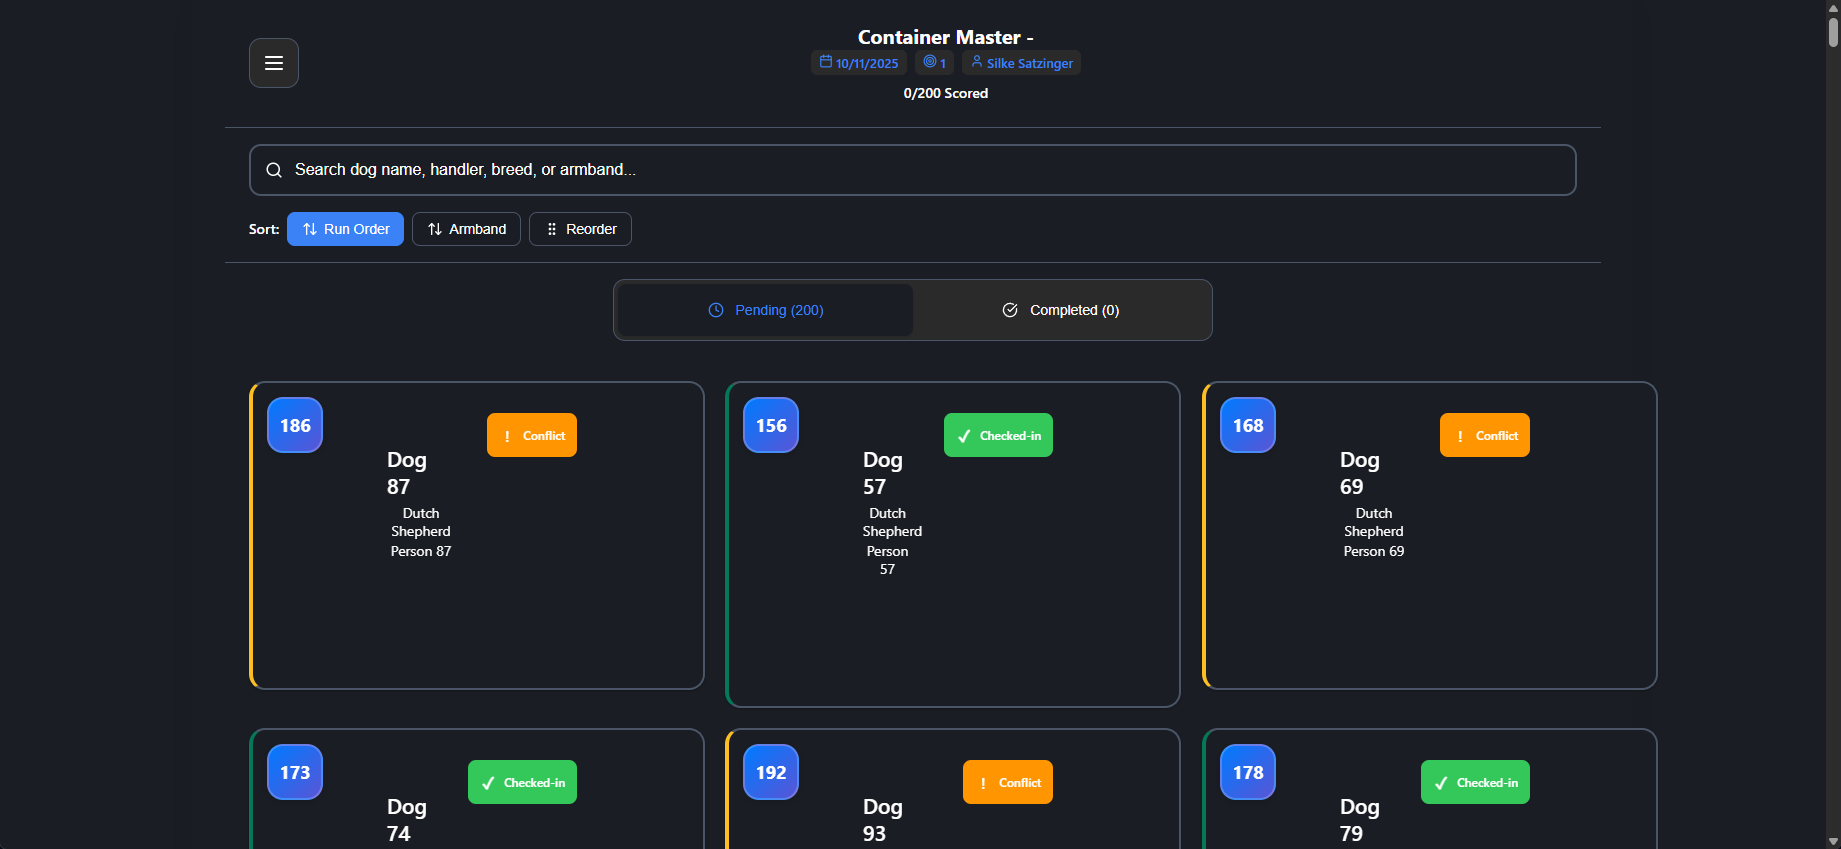 Container Master -
10/11/2025 1 Silke Satzinger
0/200 Scored
Search dog name, handler, breed, or armband...
Sort: Run Order Armband Reorder
Pending (200) Completed (0)
186
Conflict
Dog
87
Dutch
Shepherd
Person 87
156
Checked-in
Dog
57
Dutch
Shepherd
Person
57
168
Conflict
Dog
69
Dutch
Shepherd
Person 69
173
Checked-in
Dog
74
192
Conflict
Dog
93
178
Checked-in
Dog
79